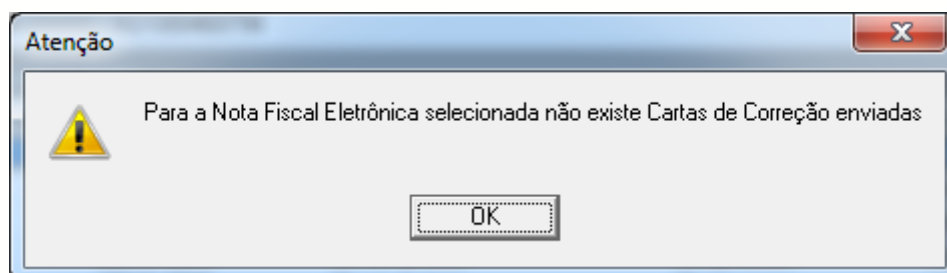 Atenção
Para a Nota Fiscal Eletrônica selecionada não existe Cartas de Correção enviadas
OK